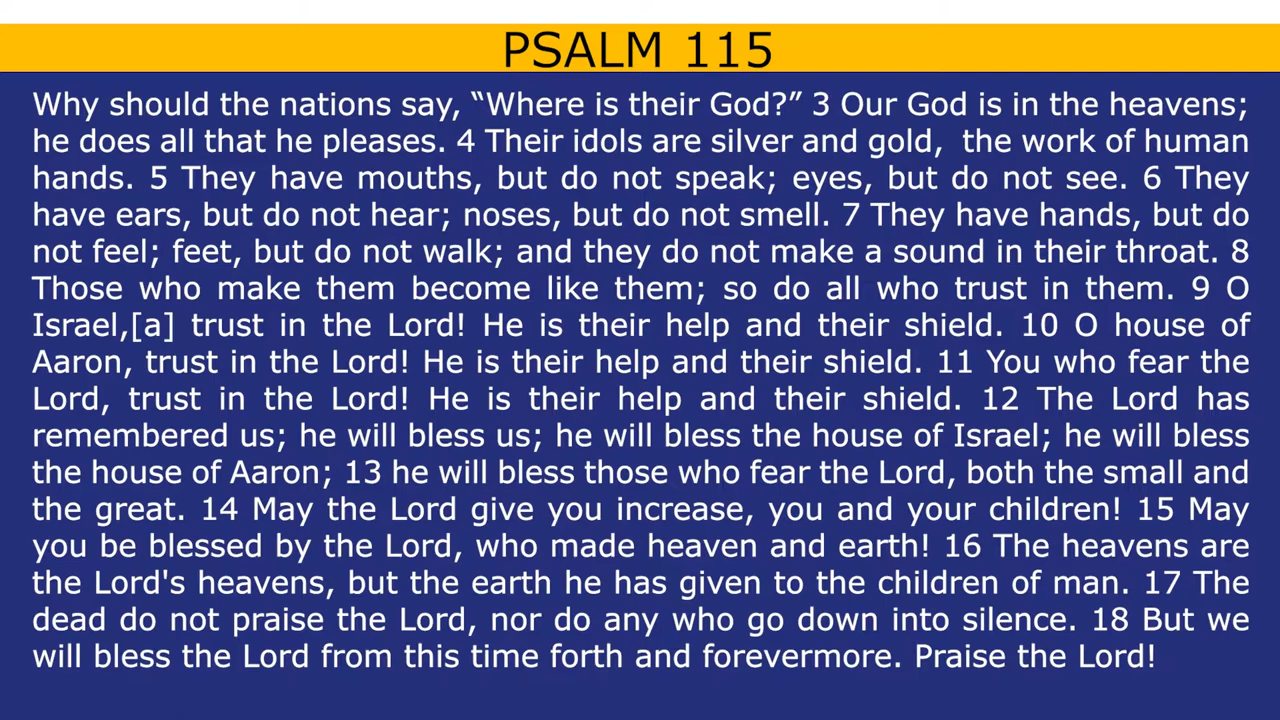 PSALM 115
Why should the nations say, “Where is their God?” 3 Our God is in the heavens;
he does all that he pleases. 4 Their idols are silver and gold, the work of human
hands. 5 They have mouths, but do not speak; eyes, but do not see. 6 They
have ears, but do not hear; noses, but do not smell. 7 They have hands, but do
not feel; feet, but do not walk; and they do not make a sound in their throat. 8
Those who make them become like them; so do all who trust in them. 9 O
Israel,[a] trust in the Lord! He is their help and their shield. 10 O house of
Aaron, trust in the Lord! He is their help and their shield. 11 You who fear the
Lord, trust in the Lord! He is their help and their shield. 12 The Lord has
remembered us; he will bless us; he will bless the house of Israel; he will bless
the house of Aaron; 13 he will bless those who fear the Lord, both the small and
the great. 14 May the Lord give you increase, you and your children! 15 May
you be blessed by the Lord, who made heaven and earth! 16 The heavens are
the Lord's heavens, but the earth he has given to the children of man. 17 The
dead do not praise the Lord, nor do any who go down into silence. 18 But we
will bless the Lord from this time forth and forevermore. Praise the Lord!